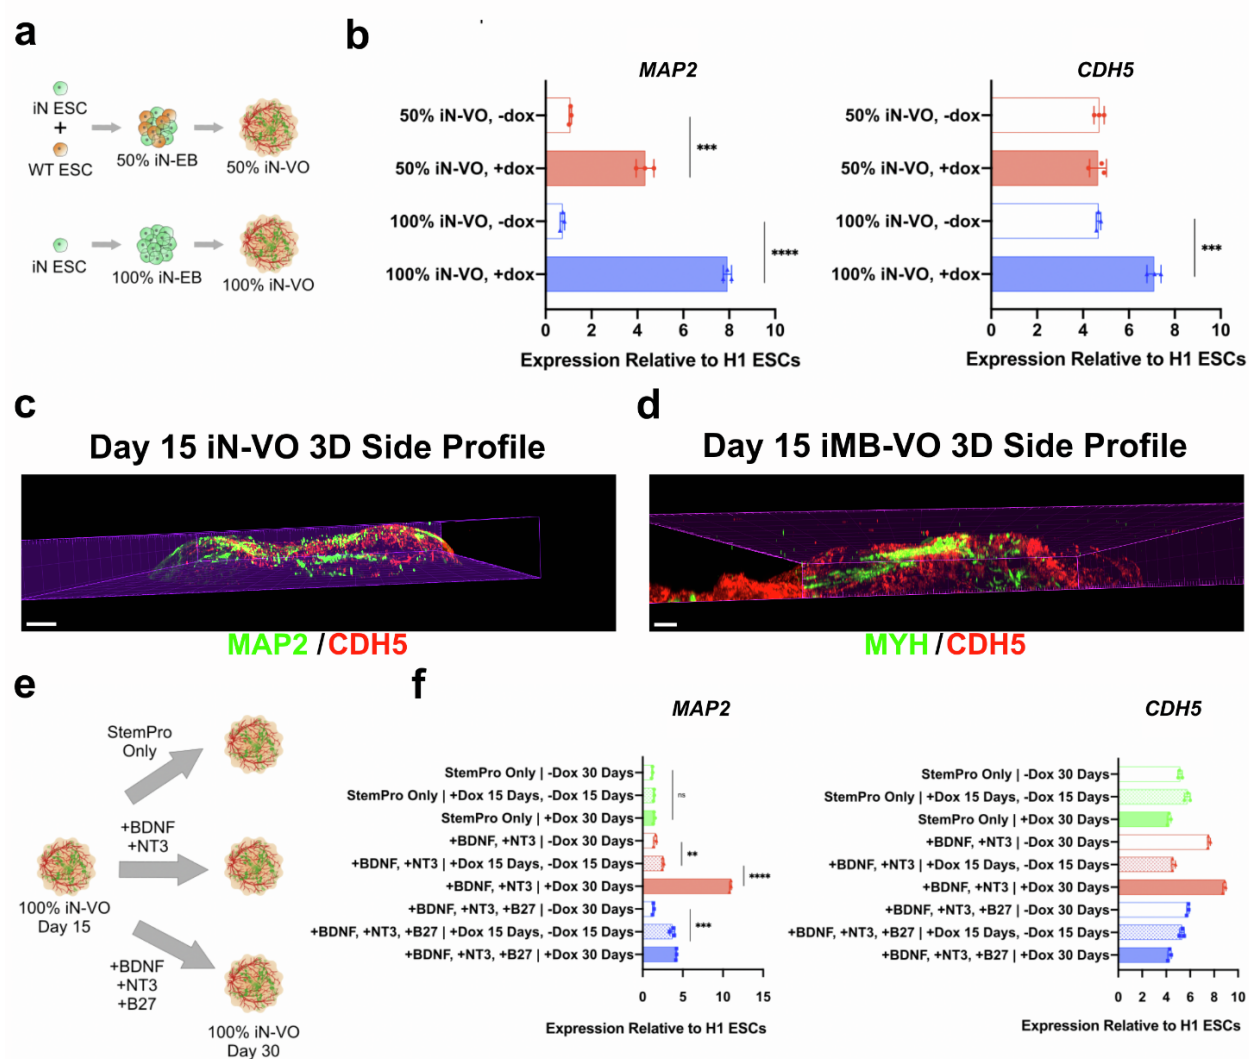 a
iN ESC
+
WT ESC
50% iN-EB
50% iN-VO
iN ESC
100% iN-EB
100% iN-VO
b
MAP2
50% iN-VO, -dox
50% iN-VO, +dox
100% iN-VO, -dox
100% iN-VO, +dox
***
****
0 2 4 6 8 10
Expression Relative to H1 ESCs
CDH5
50% iN-VO, -dox
50% iN-VO, +dox
100% iN-VO, -dox
100% iN-VO, +dox
***
0 2 4 6 8 10
Expression Relative to H1 ESCs
c
Day 15 iN-VO 3D Side Profile
MAP2 / CDH5
d
Day 15 iMB-VO 3D Side Profile
MYH / CDH5
e
100% iN-VO
Day 15
StemPro
Only
+BDNF
+NT3
+BDNF
+NT3
+B27
100% iN-VO
Day 30
f
MAP2
StemPro Only | -Dox 30 Days
StemPro Only | +Dox 15 Days, -Dox 15 Days
StemPro Only | +Dox 30 Days
+BDNF, +NT3 | -Dox 30 Days
+BDNF, +NT3 | +Dox 15 Days, -Dox 15 Days
+BDNF, +NT3 | +Dox 30 Days
+BDNF, +NT3, +B27 | -Dox 30 Days
+BDNF, +NT3, +B27 | +Dox 15 Days, -Dox 15 Days
+BDNF, +NT3, +B27 | +Dox 30 Days
ns
**
****
***
0 5 10 15
Expression Relative to H1 ESCs
CDH5
StemPro Only | -Dox 30 Days
StemPro Only | +Dox 15 Days, -Dox 15 Days
StemPro Only | +Dox 30 Days
+BDNF, +NT3 | -Dox 30 Days
+BDNF, +NT3 | +Dox 15 Days, -Dox 15 Days
+BDNF, +NT3 | +Dox 30 Days
+BDNF, +NT3, +B27 | -Dox 30 Days
+BDNF, +NT3, +B27 | +Dox 15 Days, -Dox 15 Days
+BDNF, +NT3, +B27 | +Dox 30 Days
0 2 4 6 8 10
Expression Relative to H1 ESCs